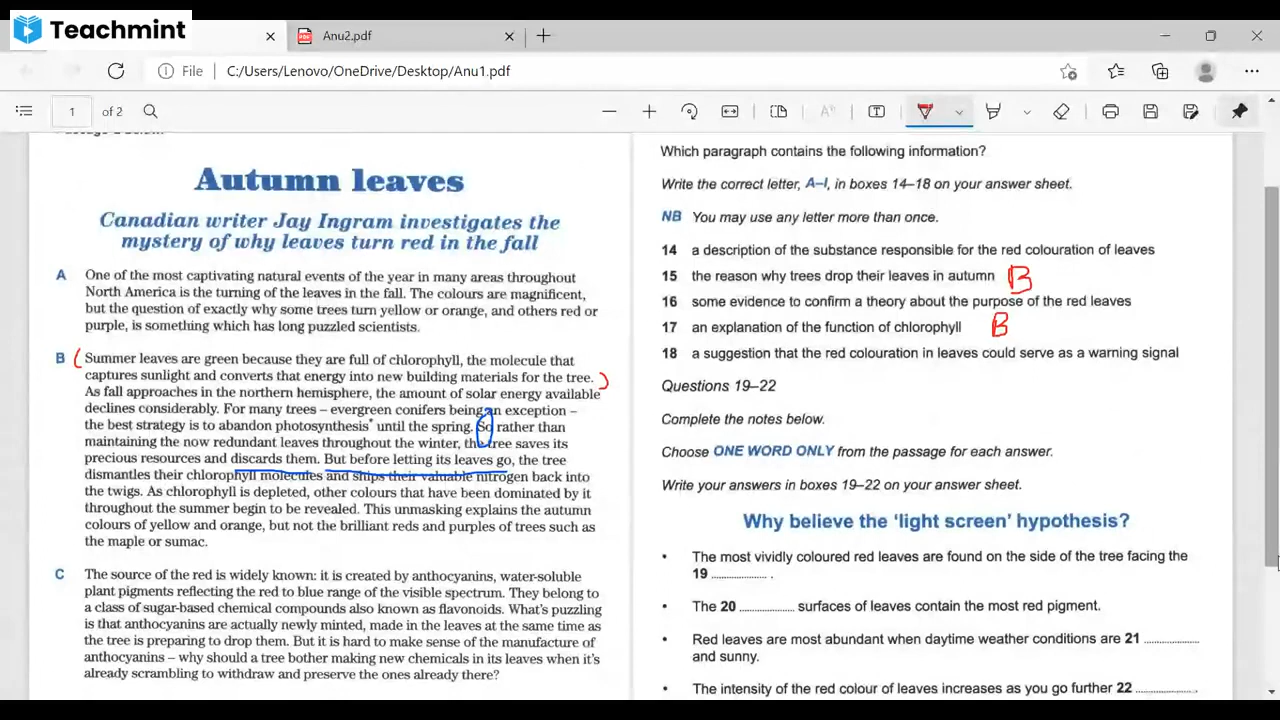 Teachmint
Anu2.pdf
File
C:/Users/Lenovo/OneDrive/Desktop/Anu1.pdf
1 of 2
Autumn leaves
Canadian writer Jay Ingram investigates the
mystery of why leaves turn red in the fall
A One of the most captivating natural events of the year in many areas throughout
North America is the turning of the leaves in the fall. The colours are magnificent,
but the question of exactly why some trees turn yellow or orange, and others red or
purple, is something which has long puzzled scientists.
B Summer leaves are green because they are full of chlorophyll, the molecule that
captures sunlight and converts that energy into new building materials for the tree.
As fall approaches in the northern hemisphere, the amount of solar energy available
declines considerably. For many trees – evergreen conifers being an exception –
the best strategy is to abandon photosynthesis* until the spring. So rather than
maintaining the now redundant leaves throughout the winter, the tree saves its
precious resources and discards them. But before letting its leaves go, the tree
dismantles their chlorophyll molecules and ships their valuable nitrogen back into
the twigs. As chlorophyll is depleted, other colours that have been dominated by it
throughout the summer begin to be revealed. This unmasking explains the autumn
colours of yellow and orange, but not the brilliant reds and purples of trees such as
the maple or sumac.
C The source of the red is widely known: it is created by anthocyanins, water-soluble
plant pigments reflecting the red to blue range of the visible spectrum. They belong to
a class of sugar-based chemical compounds also known as flavonoids. What's puzzling
is that anthocyanins are actually newly minted, made in the leaves at the same time as
the tree is preparing to drop them. But it is hard to make sense of the manufacture of
anthocyanins – why should a tree bother making new chemicals in its leaves when it's
already scrambling to withdraw and preserve the ones already there?
Which paragraph contains the following information?
Write the correct letter, A–I, in boxes 14–18 on your answer sheet.
NB You may use any letter more than once.
14 a description of the substance responsible for the red colouration of leaves
15 the reason why trees drop their leaves in autumn B
16 some evidence to confirm a theory about the purpose of the red leaves
17 an explanation of the function of chlorophyll B
18 a suggestion that the red colouration in leaves could serve as a warning signal
Questions 19–22
Complete the notes below.
Choose ONE WORD ONLY from the passage for each answer.
Write your answers in boxes 19–22 on your answer sheet.
Why believe the 'light screen' hypothesis?
• The most vividly coloured red leaves are found on the side of the tree facing the
19 .................... .
• The 20 .................... surfaces of leaves contain the most red pigment.
• Red leaves are most abundant when daytime weather conditions are 21 ....................
and sunny.
• The intensity of the red colour of leaves increases as you go further 22 ....................